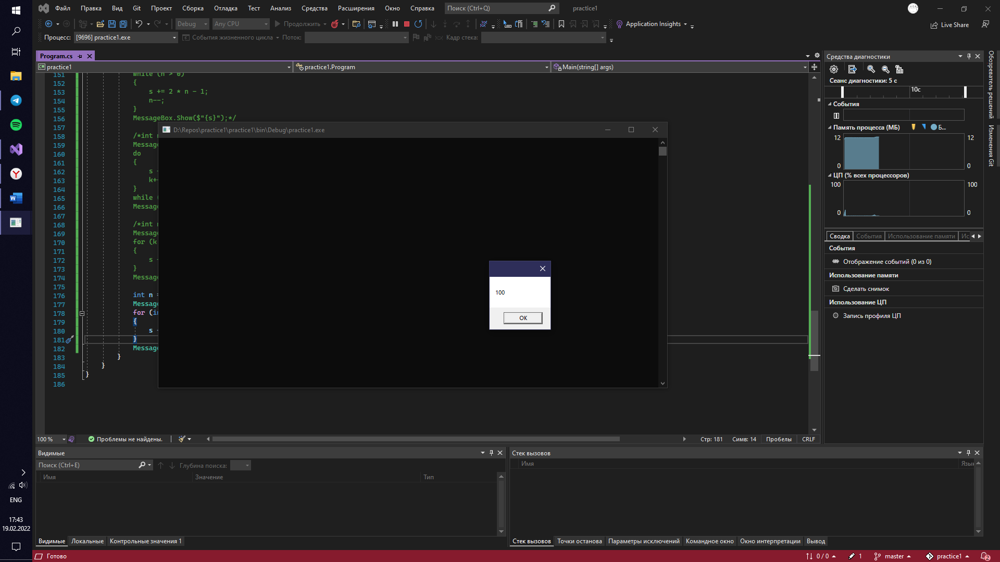 Файл Правка Вид Git Проект Сборка Отладка Тест Анализ Средства Расширения Окно Справка Поиск (Ctrl+Q) practice1
Debug Any CPU Продолжить Application Insights Live Share
Процесс: [9696] practice1.exe События жизненного цикла Поток: Кадр стека:
Program.cs
practice1 practice1.Program Main(string[] args)
151 while (n > 0)
152 {
153 s += 2 * n - 1;
154 n--;
155 }
156 MessageBox.Show($"{s}");*/
157
158 /*int
159 Message
160 do
161 {
162 s
163 k+
164 }
165 while (
166 Message
167
168 /*int
169 Message
170 for (k
171 {
172 s
173 }
174 Message
175
176 int n =
177 Message
178 for (in
179 {
180 s
181 }
182 Message
183 }
184 }
185 }
186
D:\Repos\practice1\practice1\bin\Debug\practice1.exe
100
OK
100 % Проблемы не найдены. Стр: 181 Симв: 14 Пробелы CRLF
Средства диагностики
Сеанс диагностики: 5 с
10с
События
Память процесса (МБ) Б...
12 12
0 0
ЦП (% всех процессоров)
100 100
0 0
Сводка События Использование памяти Ис
События
Отображение событий (0 из 0)
Использование памяти
Сделать снимок
Использование ЦП
Запись профиля ЦП
Обозреватель решений
Изменения Git
Видимые
Поиск (Ctrl+E) Глубина поиска:
Имя Значение Тип
Видимые Локальные Контрольные значения 1
Стек вызовов
Имя Язык
Стек вызовов Точки останова Параметры исключений Командное окно Окно интерпретации Вывод
ENG
17:43
19.02.2022
Готово 0 / 0 1 master practice1 2